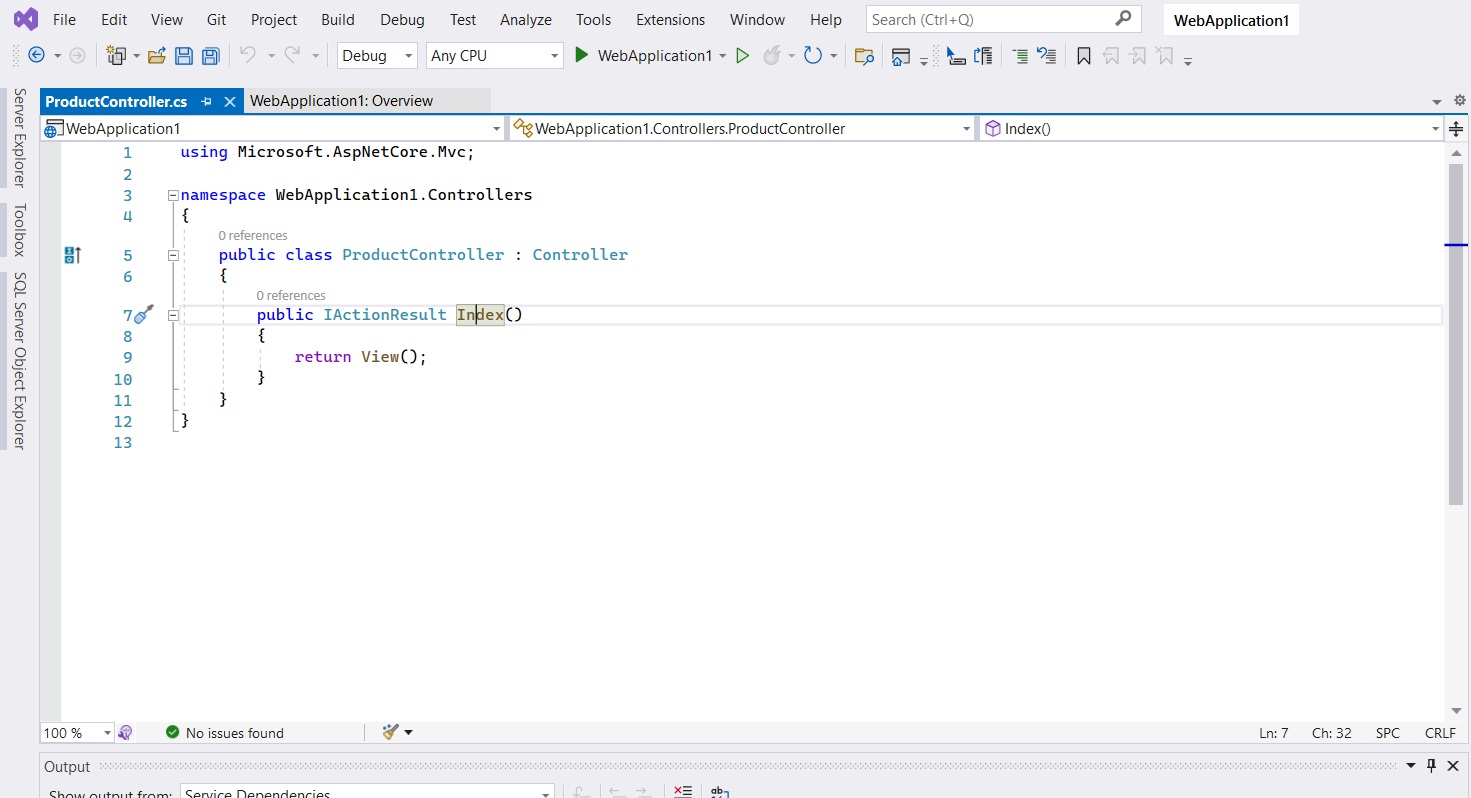 File Edit View Git Project Build Debug Test Analyze Tools Extensions Window Help Search (Ctrl+Q) WebApplication1
Debug Any CPU WebApplication1
ProductController.cs WebApplication1: Overview
WebApplication1 WebApplication1.Controllers.ProductController Index()
Server Explorer
Toolbox
SQL Server Object Explorer
1 using Microsoft.AspNetCore.Mvc;
2
3 namespace WebApplication1.Controllers
4 {
0 references
5 public class ProductController : Controller
6 {
0 references
7 public IActionResult Index()
8 {
9 return View();
10 }
11 }
12 }
13
100 % No issues found Ln: 7 Ch: 32 SPC CRLF
Output
Show output from: Service Dependencies